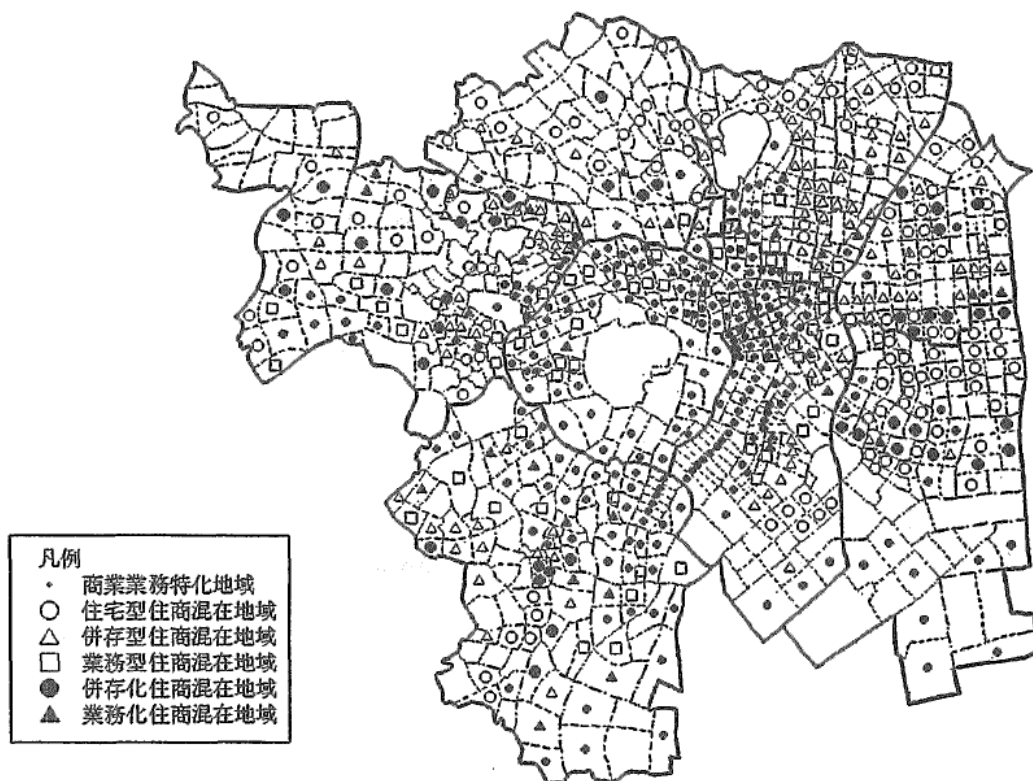 凡例
商業業務特化地域
住宅型住商混在地域
併存型住商混在地域
業務型住商混在地域
併存化住商混在地域
業務化住商混在地域